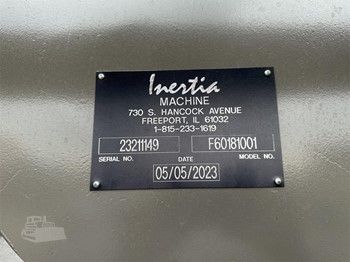 Inertia
MACHINE
730 S. HANCOCK AVENUE
FREEPORT, IL 61032
1-815-233-1619
23211149 F60181001
SERIAL NO. DATE MODEL NO.
05/05/2023